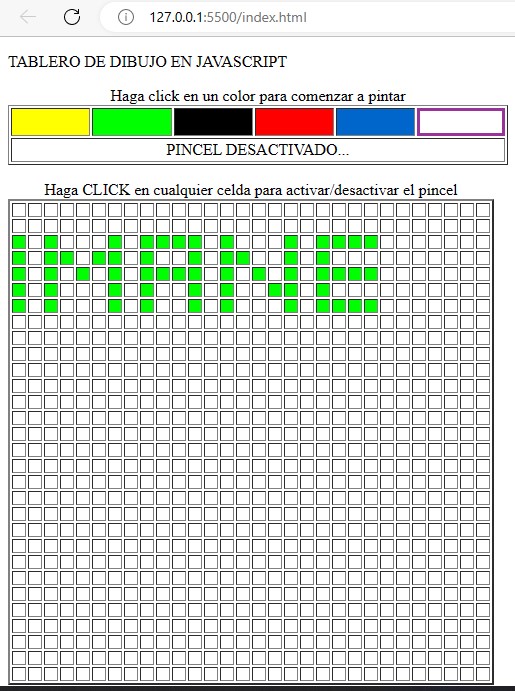 127.0.0.1:5500/index.html
TABLERO DE DIBUJO EN JAVASCRIPT
Haga click en un color para comenzar a pintar
PINCEL DESACTIVADO...
Haga CLICK en cualquier celda para activar/desactivar el pincel
IMANE